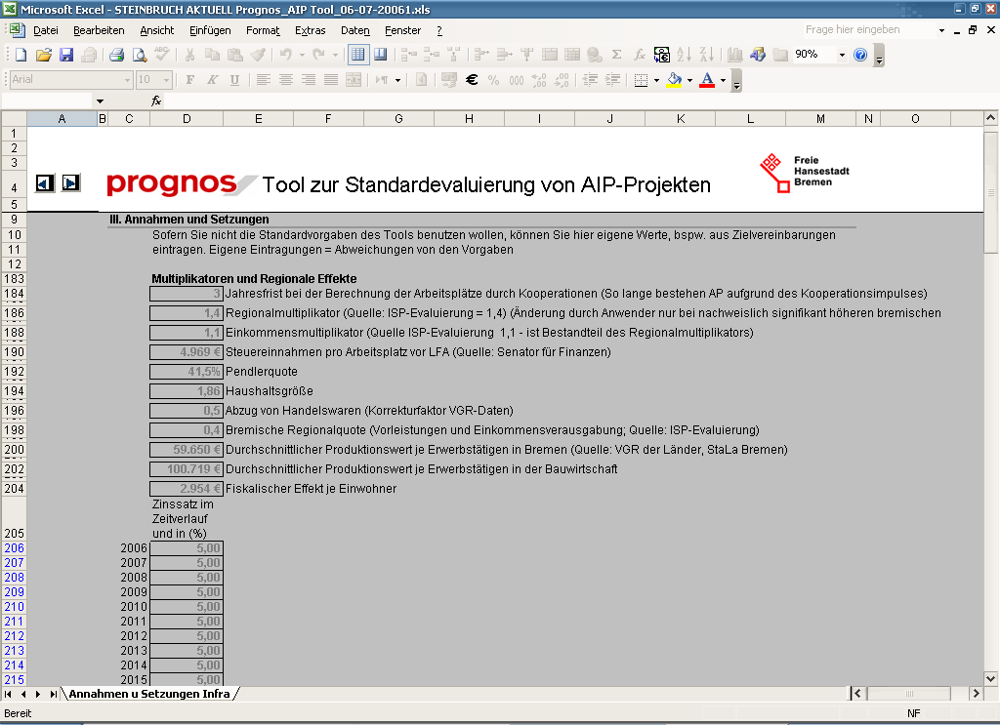 Microsoft Excel - STEINBRUCH AKTUELL Prognos_AIP Tool_06-07-20061.xls
Datei Bearbeiten Ansicht Einfügen Format Extras Daten Fenster ? Frage hier eingeben
90%
Arial 10 F K U € % 000
fx
A B C D E F G H I J K L M N O
1
2
3 Freie
Hansestadt
4 prognos Tool zur Standardevaluierung von AIP-Projekten Bremen
5
9 III. Annahmen und Setzungen
10 Sofern Sie nicht die Standardvorgaben des Tools benutzen wollen, können Sie hier eigene Werte, bspw. aus Zielvereinbarungen
11 eintragen. Eigene Eintragungen = Abweichungen von den Vorgaben
12
183 Multiplikatoren und Regionale Effekte
184 3 Jahresfrist bei der Berechnung der Arbeitsplätze durch Kooperationen (So lange bestehen AP aufgrund des Kooperationsimpulses)
186 1,4 Regionalmultiplikator (Quelle: ISP-Evaluierung = 1,4) (Änderung durch Anwender nur bei nachweislich signifikant höheren bremischen
188 1,1 Einkommensmultiplikator (Quelle ISP-Evaluierung 1,1 - ist Bestandteil des Regionalmultiplikators)
190 4.969 € Steuereinnahmen pro Arbeitsplatz vor LFA (Quelle: Senator für Finanzen)
192 41,5% Pendlerquote
194 1,86 Haushaltsgröße
196 0,5 Abzug von Handelswaren (Korrekturfaktor VGR-Daten)
198 0,4 Bremische Regionalquote (Vorleistungen und Einkommensverausgabung; Quelle: ISP-Evaluierung)
200 59.650 € Durchschnittlicher Produktionswert je Erwerbstätigen in Bremen (Quelle: VGR der Länder, StaLa Bremen)
202 100.719 € Durchschnittlicher Produktionswert je Erwerbstätigen in der Bauwirtschaft
204 2.954 € Fiskalischer Effekt je Einwohner
Zinssatz im
Zeitverlauf
205 und in (%)
206 2006 5,00
207 2007 5,00
208 2008 5,00
209 2009 5,00
210 2010 5,00
211 2011 5,00
212 2012 5,00
213 2013 5,00
214 2014 5,00
215 2015 5,00
Annahmen u Setzungen Infra
Bereit NF